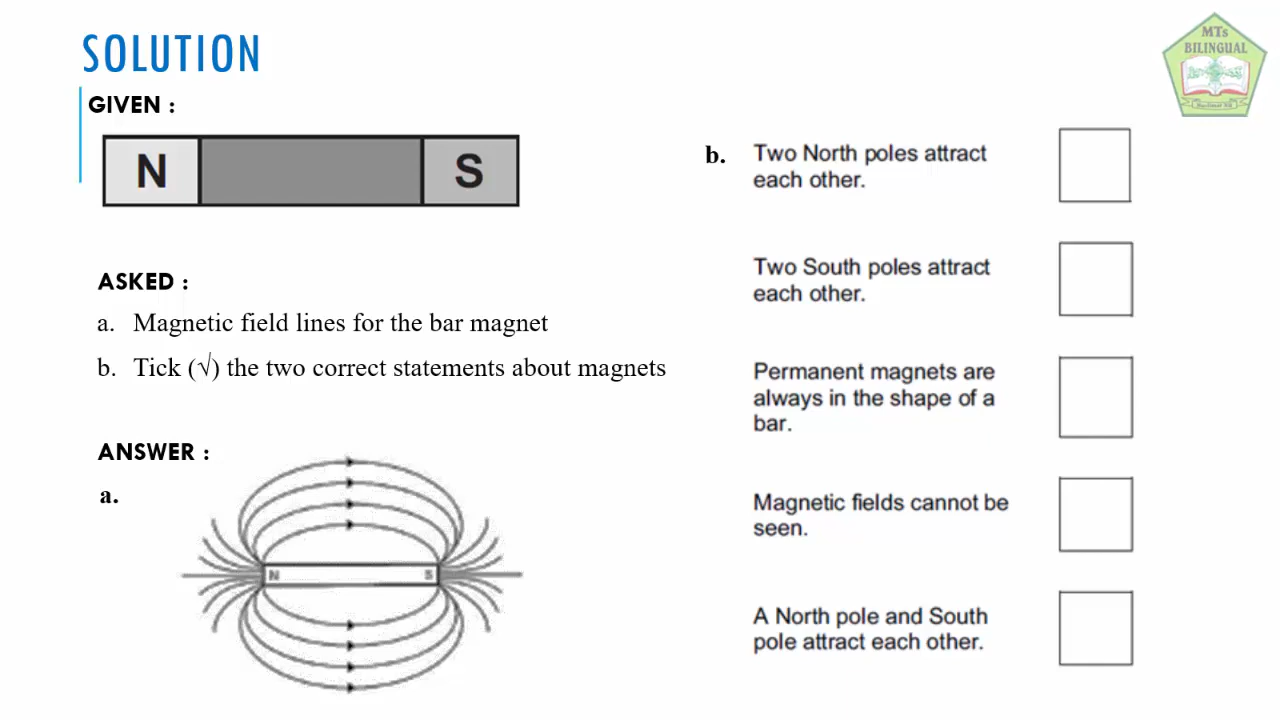 SOLUTION
GIVEN :
N
S
ASKED :
a. Magnetic field lines for the bar magnet
b. Tick (√) the two correct statements about magnets
ANSWER :
a.
N
S
MTs
BILINGUAL
b. Two North poles attract
each other.
Two South poles attract
each other.
Permanent magnets are
always in the shape of a
bar.
Magnetic fields cannot be
seen.
A North pole and South
pole attract each other.